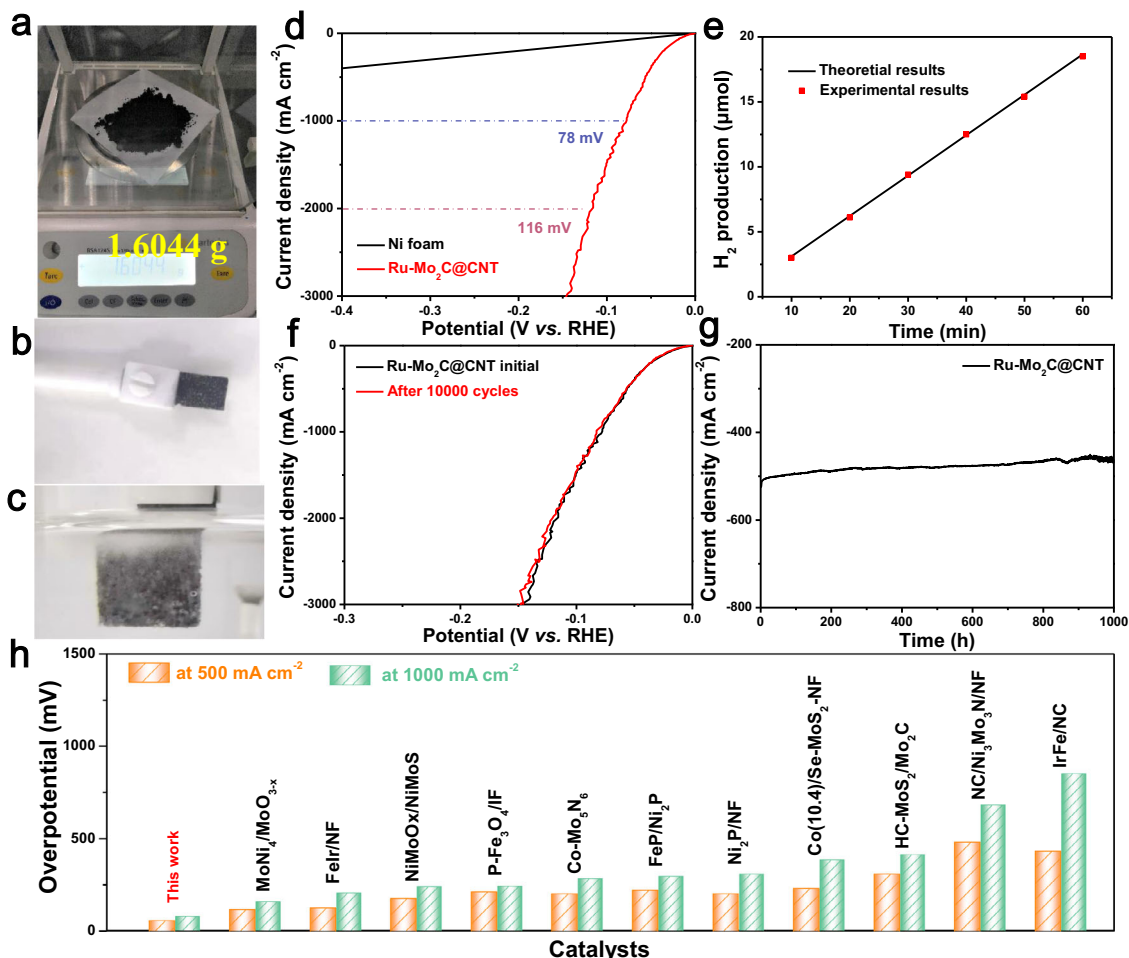 a
1.6044 g
b
c
d
Current density (mA cm-2)
0
-1000
-2000
-3000
78 mV
116 mV
Ni foam
Ru-Mo2C@CNT
-0.4
-0.3
-0.2
-0.1
0.0
Potential (V vs. RHE)
e
H2 production (μmol)
20
15
10
5
0
Theoretial results
Experimental results
10
20
30
40
50
60
Time (min)
f
Current density (mA cm-2)
0
-1000
-2000
-3000
Ru-Mo2C@CNT initial
After 10000 cycles
-0.3
-0.2
-0.1
0.0
Potential (V vs. RHE)
g
Current density (mA cm-2)
-200
-400
-600
-800
Ru-Mo2C@CNT
0
200
400
600
800
1000
Time (h)
h
Overpotential (mV)
1500
1000
500
0
at 500 mA cm-2
at 1000 mA cm-2
This work
MoNi4/MoO3-x
FeIr/NF
NiMoOx/NiMoS
P-Fe3O4/IF
Co-Mo5N6
FeP/Ni2P
Ni2P/NF
Co(10.4)/Se-MoS2-NF
HC-MoS2/Mo2C
NC/Ni3Mo3N/NF
IrFe/NC
Catalysts